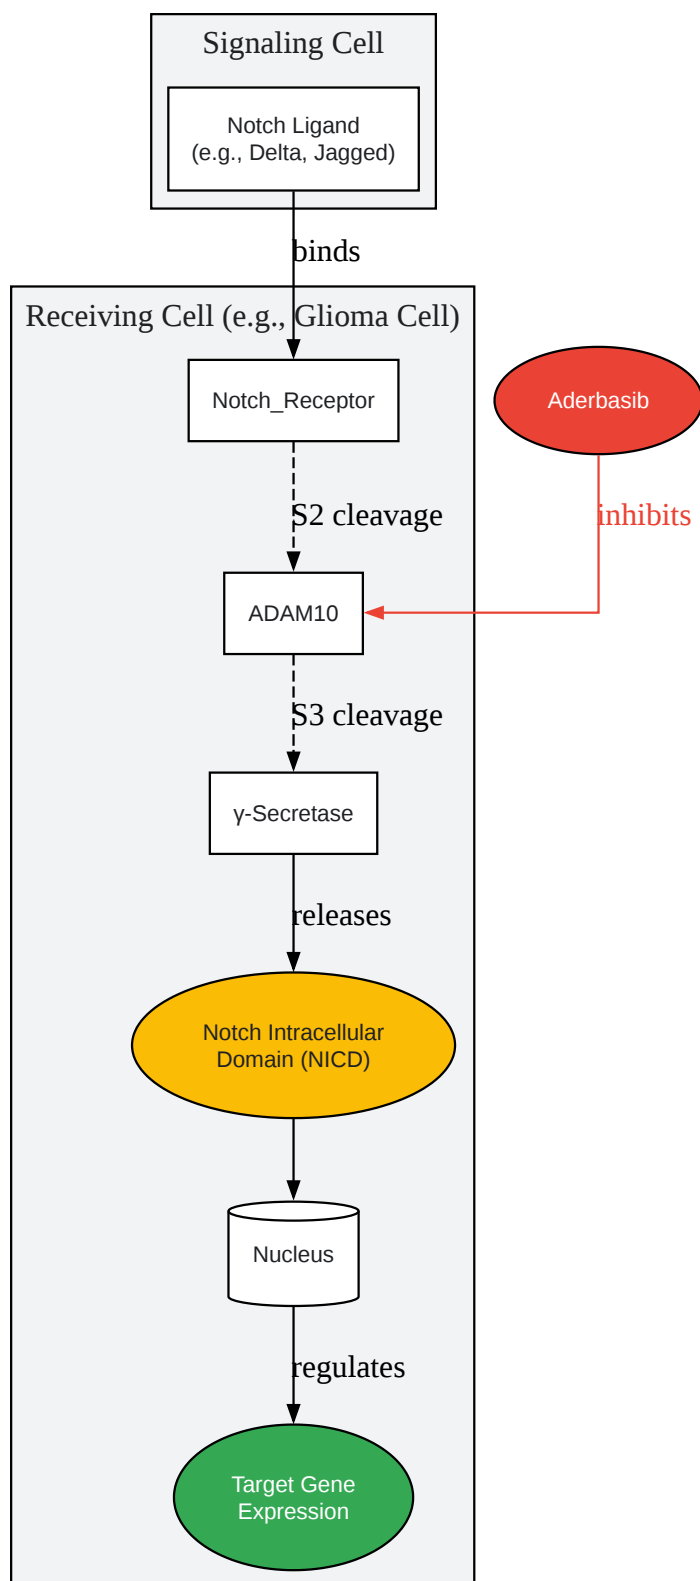 Signaling Cell
Notch Ligand
(e.g., Delta, Jagged)
binds
Receiving Cell (e.g., Glioma Cell)
Notch_Receptor
Aderbasib
S2 cleavage
inhibits
ADAM10
S3 cleavage
γ-Secretase
releases
Notch Intracellular
Domain (NICD)
Nucleus
regulates
Target Gene
Expression